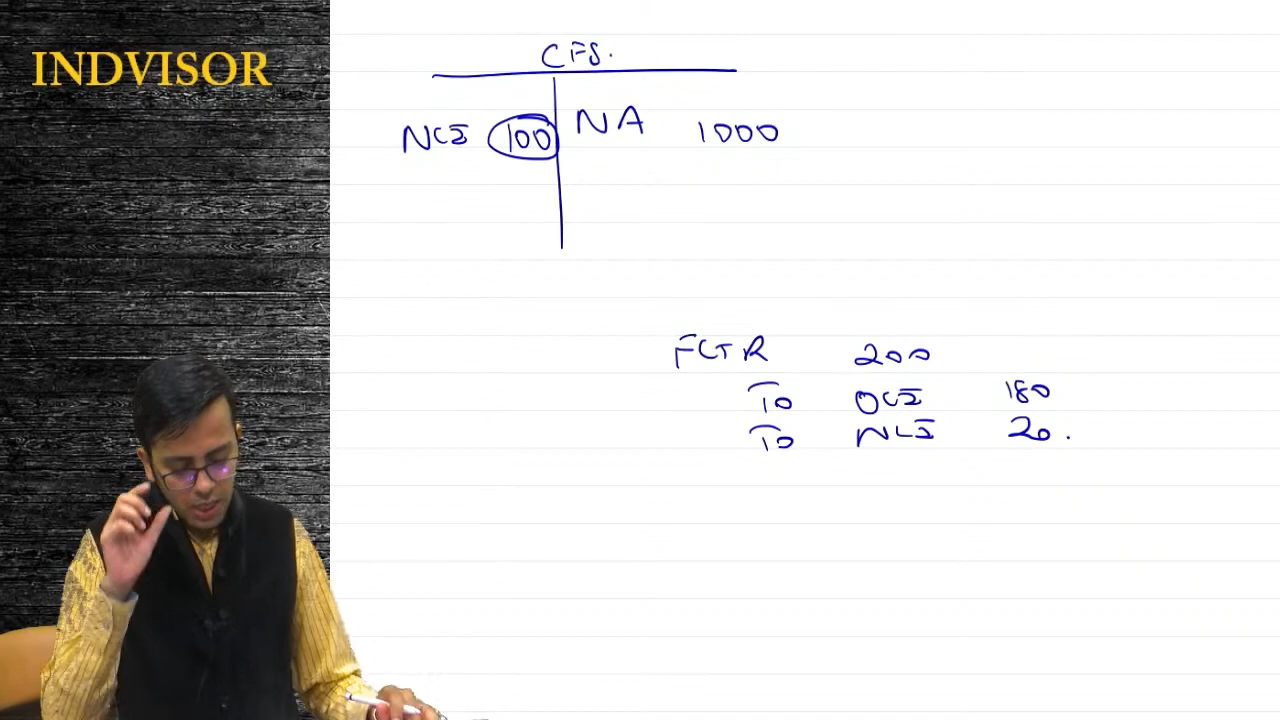 INDVISOR
CFS.
NCI 100 NA 1000
FCTR 200
To OCI 180
To NCI 20.